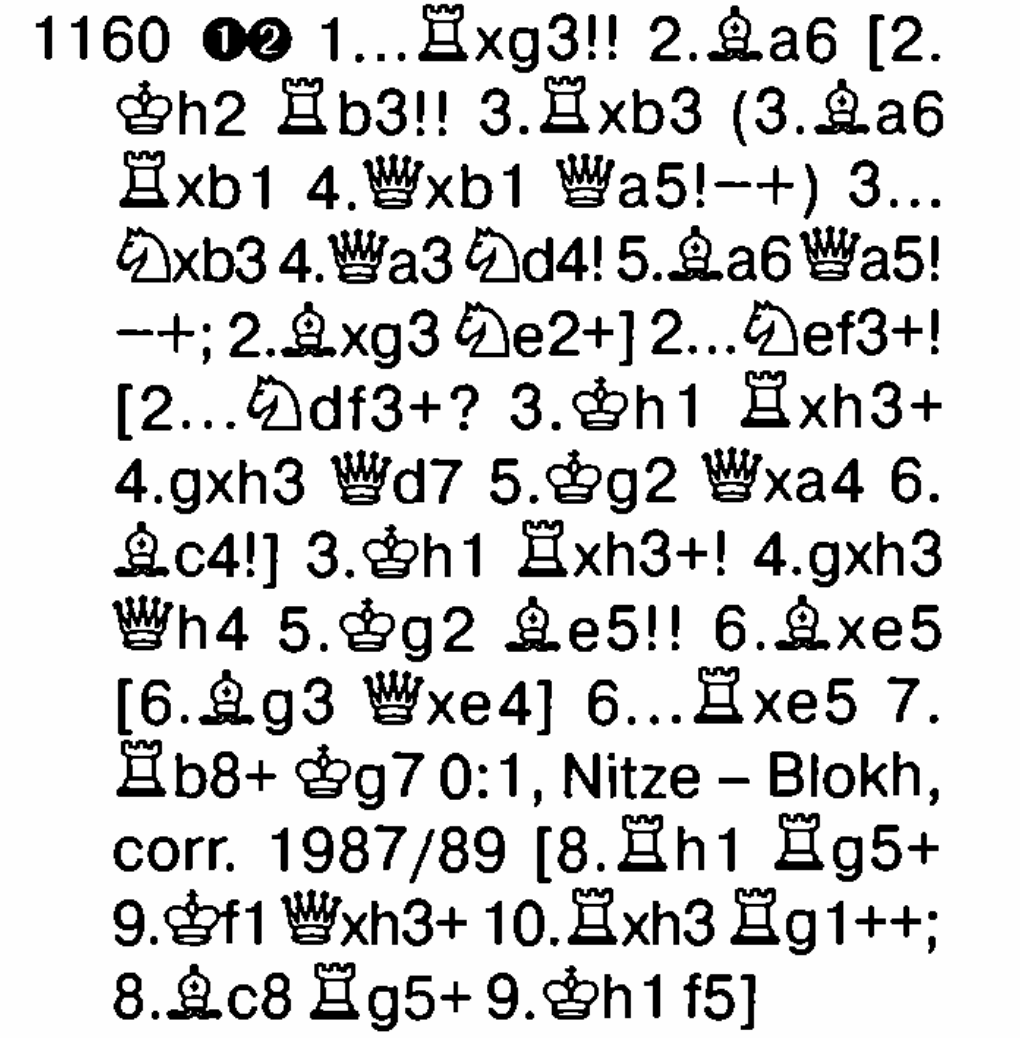 1160 ❶❷ 1...♖xg3!! 2.♗a6 [2.
♔h2 ♖b3!! 3.♖xb3 (3.♗a6
♖xb1 4.♕xb1 ♕a5!−+) 3...
♘xb3 4.♕a3 ♘d4! 5.♗a6 ♕a5!
−+; 2.♗xg3 ♘e2+] 2...♘ef3+!
[2...♘df3+? 3.♔h1 ♖xh3+
4.gxh3 ♕d7 5.♔g2 ♕xa4 6.
♗c4!] 3.♔h1 ♖xh3+! 4.gxh3
♕h4 5.♔g2 ♗e5!! 6.♗xe5
[6.♗g3 ♕xe4] 6...♖xe5 7.
♖b8+ ♔g7 0:1, Nitze – Blokh,
corr. 1987/89 [8.♖h1 ♖g5+
9.♔f1 ♕xh3+ 10.♖xh3 ♖g1++;
8.♗c8 ♖g5+ 9.♔h1 f5]